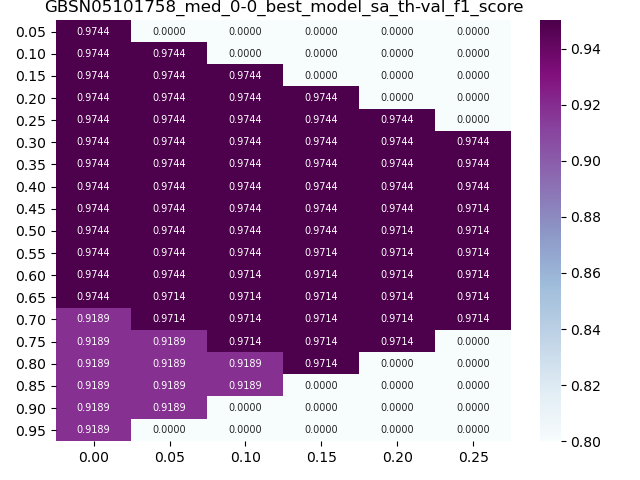 GBSN05101758_med_0-0_best_model_sa_th-val_f1_score
0.05 0.9744 0.0000 0.0000 0.0000 0.0000 0.0000
0.10 0.9744 0.9744 0.0000 0.0000 0.0000 0.0000
0.15 0.9744 0.9744 0.9744 0.0000 0.0000 0.0000
0.20 0.9744 0.9744 0.9744 0.9744 0.0000 0.0000
0.25 0.9744 0.9744 0.9744 0.9744 0.9744 0.0000
0.30 0.9744 0.9744 0.9744 0.9744 0.9744 0.9744
0.35 0.9744 0.9744 0.9744 0.9744 0.9744 0.9744
0.40 0.9744 0.9744 0.9744 0.9744 0.9744 0.9744
0.45 0.9744 0.9744 0.9744 0.9744 0.9744 0.9714
0.50 0.9744 0.9744 0.9744 0.9744 0.9714 0.9714
0.55 0.9744 0.9744 0.9744 0.9714 0.9714 0.9714
0.60 0.9744 0.9744 0.9714 0.9714 0.9714 0.9714
0.65 0.9744 0.9714 0.9714 0.9714 0.9714 0.9714
0.70 0.9189 0.9714 0.9714 0.9714 0.9714 0.9714
0.75 0.9189 0.9189 0.9714 0.9714 0.9714 0.0000
0.80 0.9189 0.9189 0.9189 0.9714 0.0000 0.0000
0.85 0.9189 0.9189 0.9189 0.0000 0.0000 0.0000
0.90 0.9189 0.9189 0.0000 0.0000 0.0000 0.0000
0.95 0.9189 0.0000 0.0000 0.0000 0.0000 0.0000
0.00 0.05 0.10 0.15 0.20 0.25
0.94
0.92
0.90
0.88
0.86
0.84
0.82
0.80